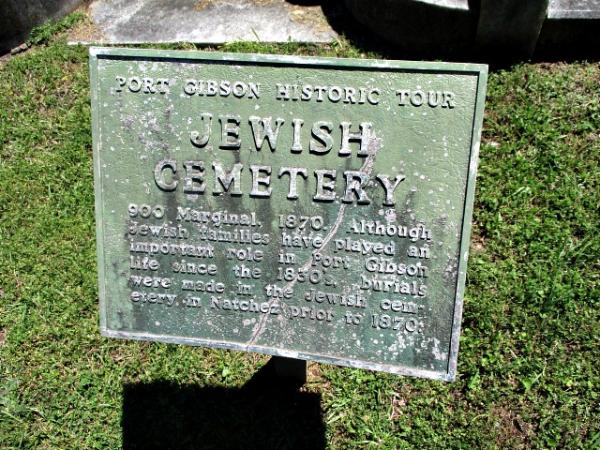 PORT GIBSON HISTORIC TOUR
JEWISH
CEMETERY
900 Marginal. 1870. Although
Jewish families have played an
important role in Port Gibson
life since the 1830's, burials
were made in the Jewish cem-
etery in Natchez prior to 1870.